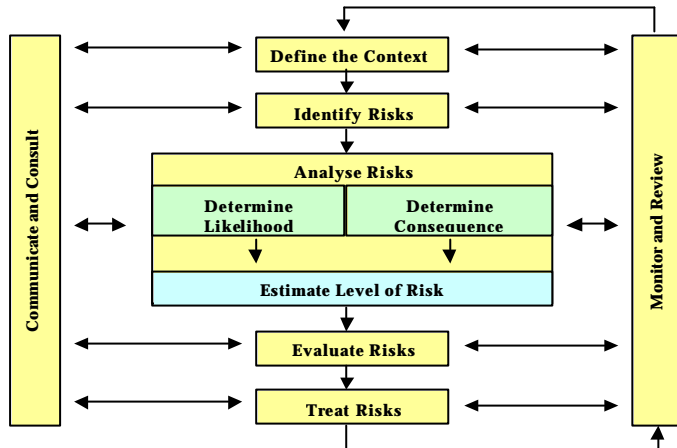 Define the Context
Identify Risks
Analyse Risks
Determine
Likelihood
Determine
Consequence
Estimate Level of Risk
Evaluate Risks
Treat Risks
Communicate and Consult
Monitor and Review